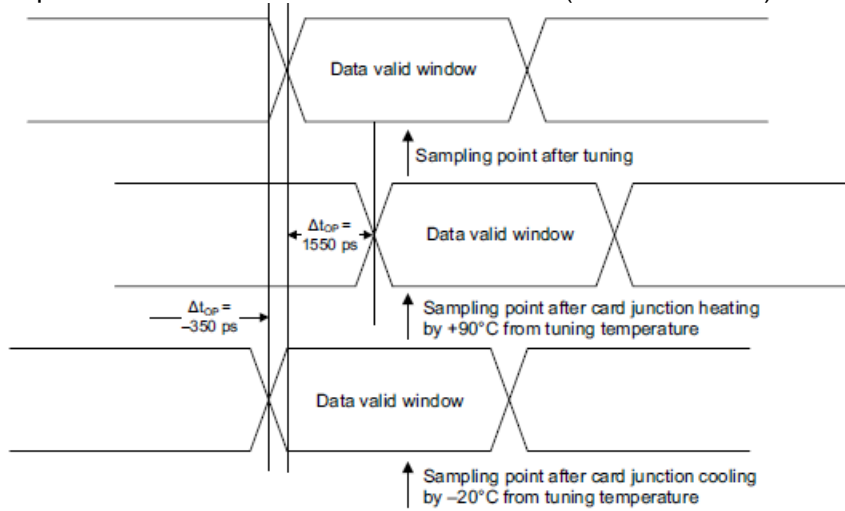 Data valid window
Sampling point after tuning
ΔtOP =
1550 ps
Data valid window
ΔtOP =
–350 ps
Sampling point after card junction heating
by +90°C from tuning temperature
Data valid window
Sampling point after card junction cooling
by –20°C from tuning temperature